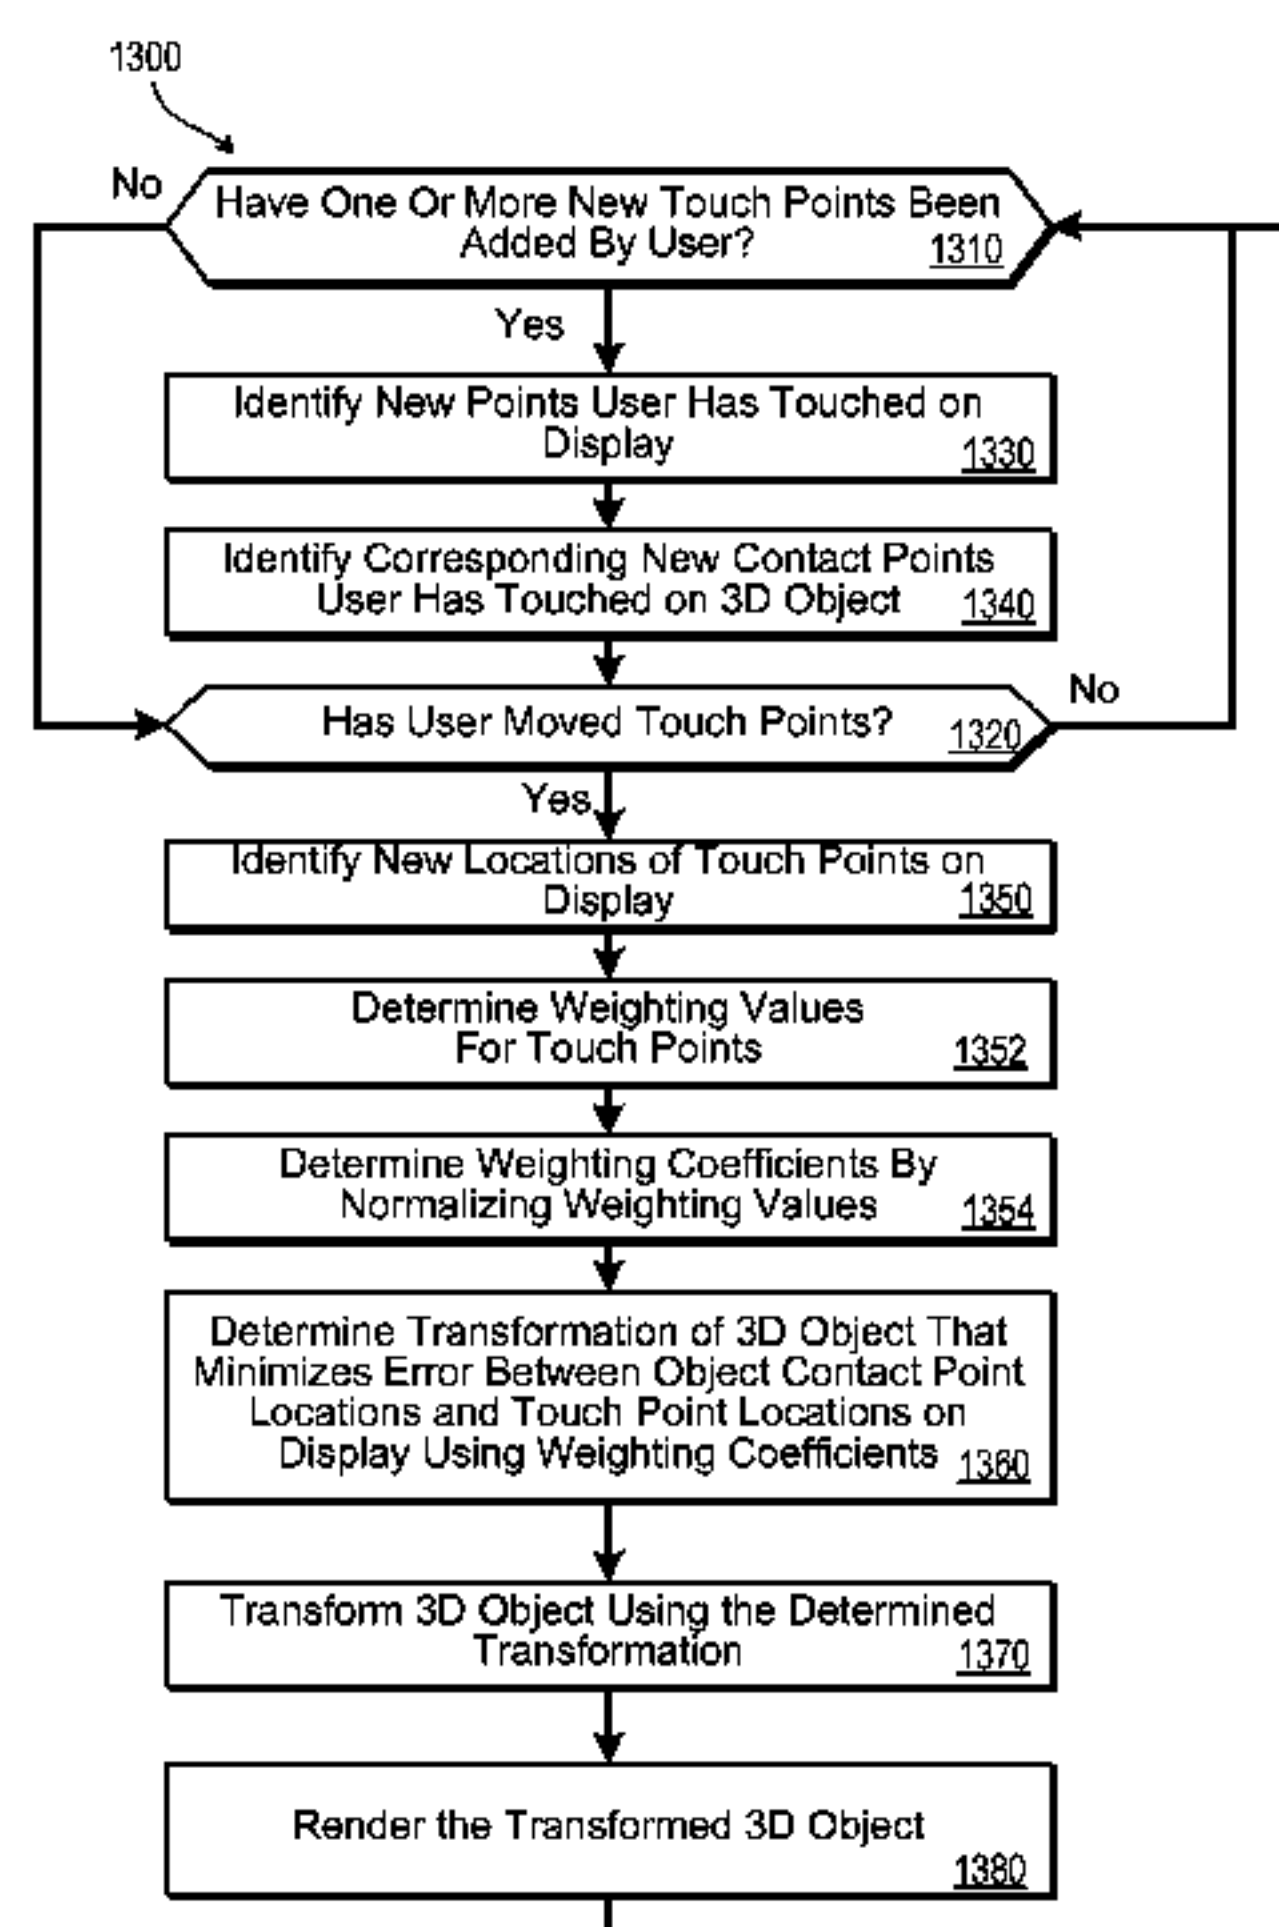 1300
No
Have One Or More New Touch Points Been
Added By User? 1310
Yes
Identify New Points User Has Touched on
Display 1330
Identify Corresponding New Contact Points
User Has Touched on 3D Object 1340
No
Has User Moved Touch Points? 1320
Yes
Identify New Locations of Touch Points on
Display 1350
Determine Weighting Values
For Touch Points 1352
Determine Weighting Coefficients By
Normalizing Weighting Values 1354
Determine Transformation of 3D Object That
Minimizes Error Between Object Contact Point
Locations and Touch Point Locations on
Display Using Weighting Coefficients 1360
Transform 3D Object Using the Determined
Transformation 1370
Render the Transformed 3D Object
1380